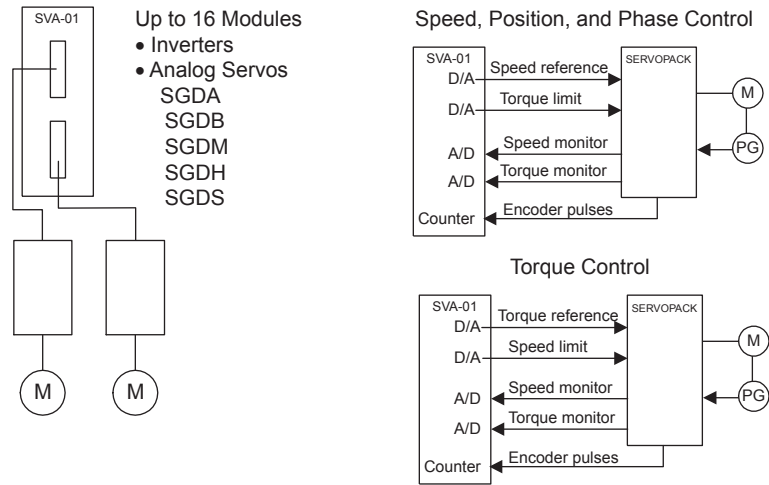 SVA-01
Up to 16 Modules
• Inverters
• Analog Servos
SGDA
SGDB
SGDM
SGDH
SGDS
M
M
Speed, Position, and Phase Control
SVA-01
SERVOPACK
D/A
Speed reference
M
D/A
Torque limit
A/D
Speed monitor
PG
A/D
Torque monitor
Counter
Encoder pulses
Torque Control
SVA-01
SERVOPACK
D/A
Torque reference
M
D/A
Speed limit
A/D
Speed monitor
PG
A/D
Torque monitor
Counter
Encoder pulses